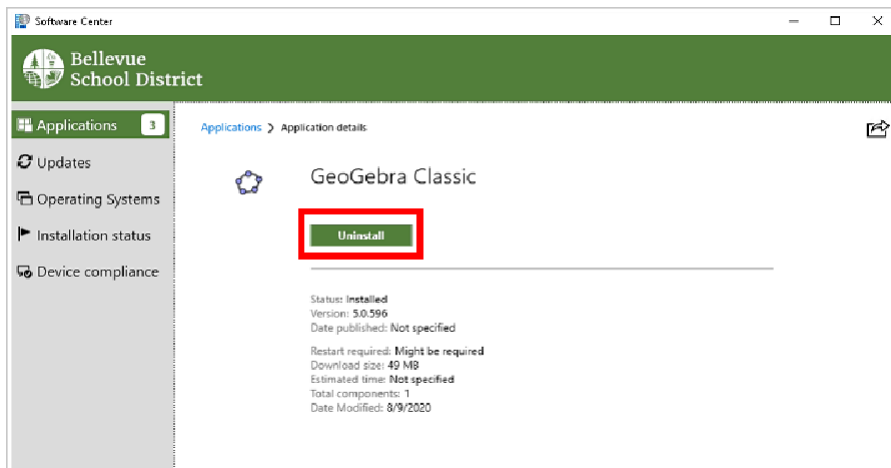 Software Center
Bellevue
School District
Applications 3
Updates
Operating Systems
Installation status
Device compliance
Applications > Application details
GeoGebra Classic
Uninstall
Status: Installed
Version: 5.0.596
Date published: Not specified
Restart required: Might be required
Download size: 49 MB
Estimated time: Not specified
Total components: 1
Date Modified: 8/9/2020